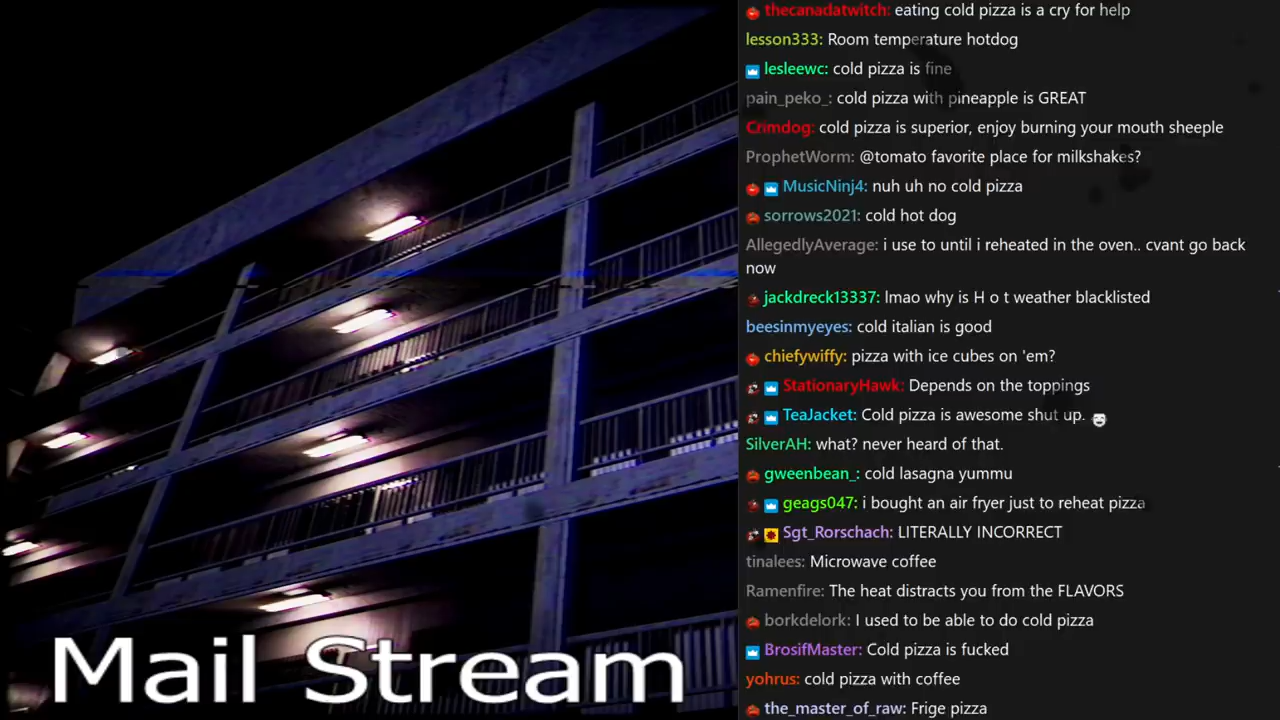 thecanadatwitch: eating cold pizza is a cry for help
lesson333: Room temperature hotdog
lesleewc: cold pizza is fine
pain_peko_: cold pizza with pineapple is GREAT
Crimdog: cold pizza is superior, enjoy burning your mouth sheeple
ProphetWorm: @tomato favorite place for milkshakes?
MusicNinj4: nuh uh no cold pizza
sorrows2021: cold hot dog
AllegedlyAverage: i use to until i reheated in the oven.. cvant go back
now
jackdreck13337: lmao why is H o t weather blacklisted
beesinmyeyes: cold italian is good
chiefywiffy: pizza with ice cubes on 'em?
StationaryHawk: Depends on the toppings
TeaJacket: Cold pizza is awesome shut up.
SilverAH: what? never heard of that.
gweenbean_: cold lasagna yummu
geags047: i bought an air fryer just to reheat pizza
Sgt_Rorschach: LITERALLY INCORRECT
tinalees: Microwave coffee
Ramenfire: The heat distracts you from the FLAVORS
borkdelork: I used to be able to do cold pizza
BrosifMaster: Cold pizza is fucked
yohrus: cold pizza with coffee
the_master_of_raw: Frige pizza
Mail Stream